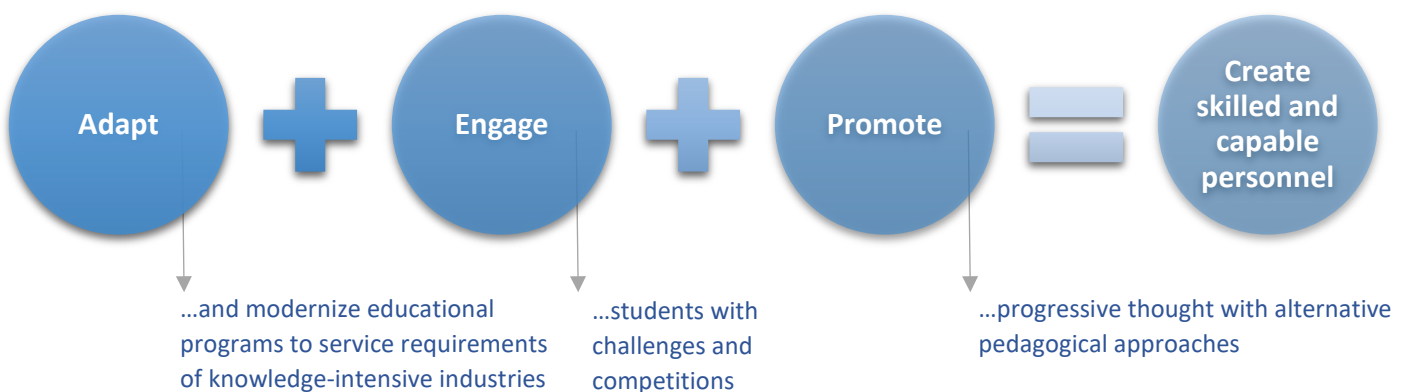 Adapt
Engage
Promote
Create
skilled and
capable
personnel
...and modernize educational
programs to service requirements
of knowledge-intensive industries
...students with
challenges and
competitions
...progressive thought with alternative
pedagogical approaches